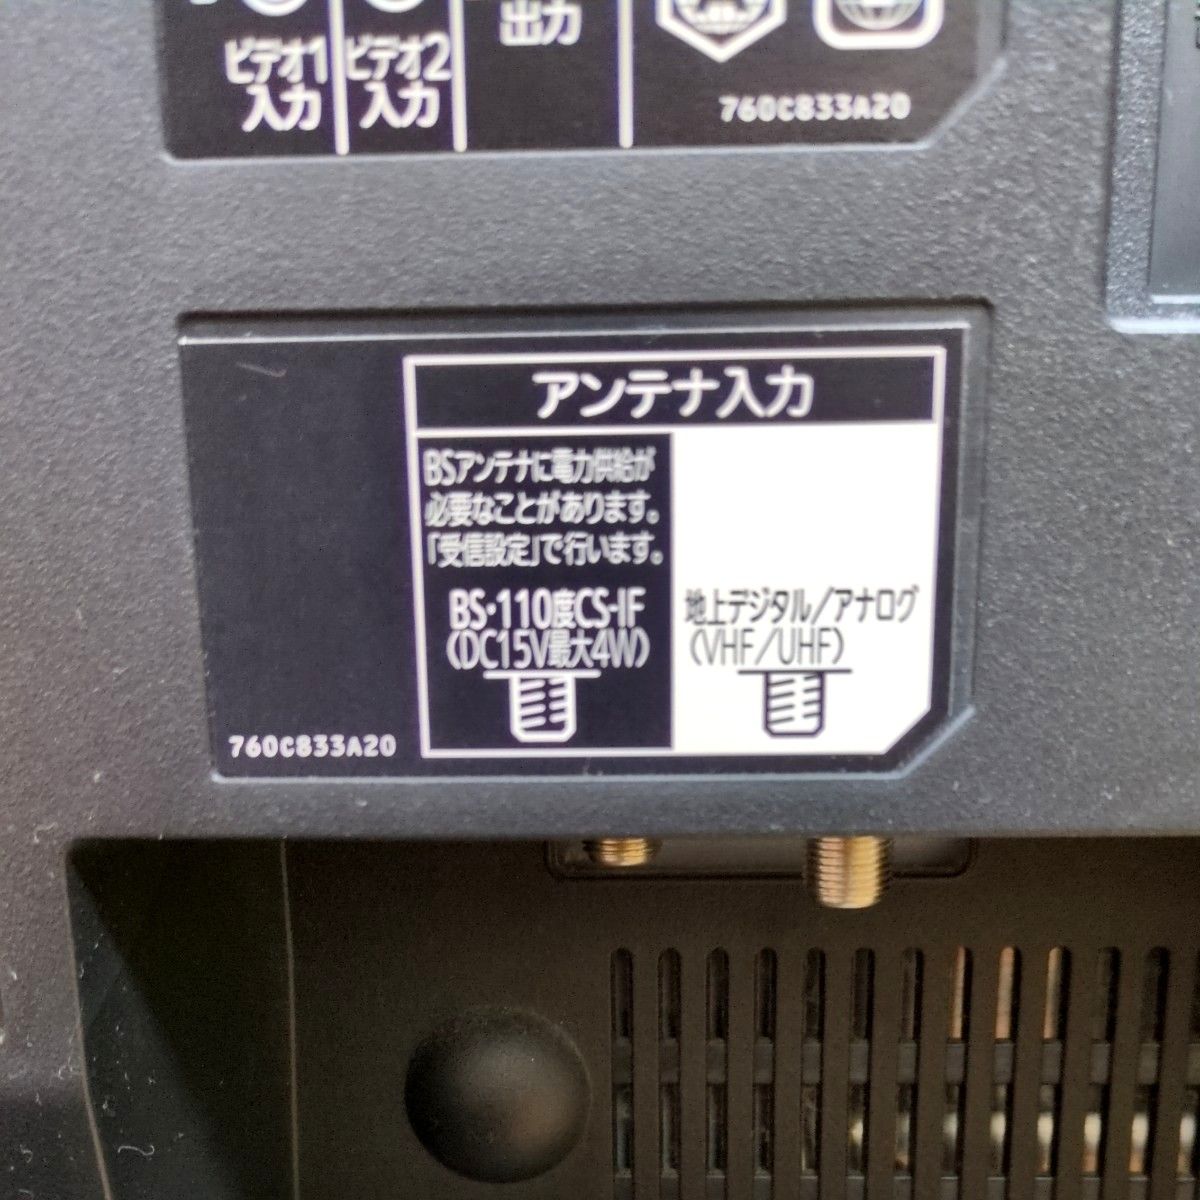 ビデオ1 ビデオ2 出力
入力 入力
760C833A20
アンテナ入力
BSアンテナに電力供給が
必要なことがあります。
「受信設定」で行います。
BS・110度CS-IF
(DC15V最大4W)
地上デジタル/アナログ
(VHF/UHF)
760C833A20